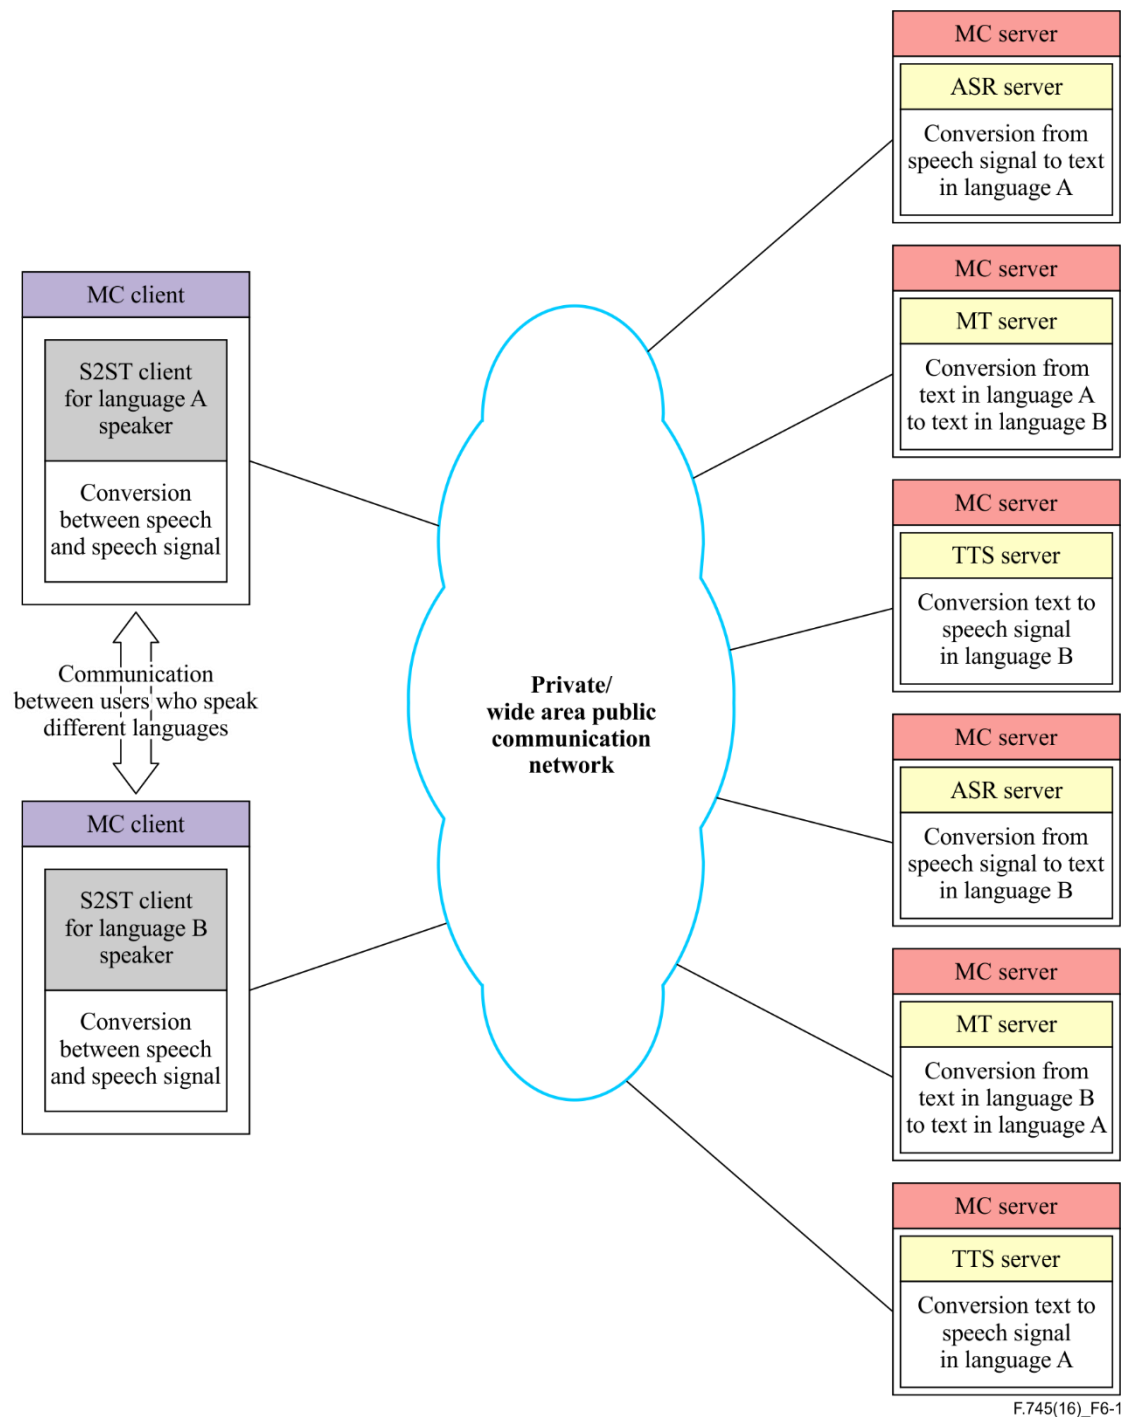 MC client
S2ST client
for language A
speaker
Conversion
between speech
and speech signal
Communication
between users who speak
different languages
MC client
S2ST client
for language B
speaker
Conversion
between speech
and speech signal
Private/
wide area public
communication
network
MC server
ASR server
Conversion from
speech signal to text
in language A
MC server
MT server
Conversion from
text in language A
to text in language B
MC server
TTS server
Conversion text to
speech signal
in language B
MC server
ASR server
Conversion from
speech signal to text
in language B
MC server
MT server
Conversion from
text in language B
to text in language A
MC server
TTS server
Conversion text to
speech signal
in language A
F.745(16)_F6-1